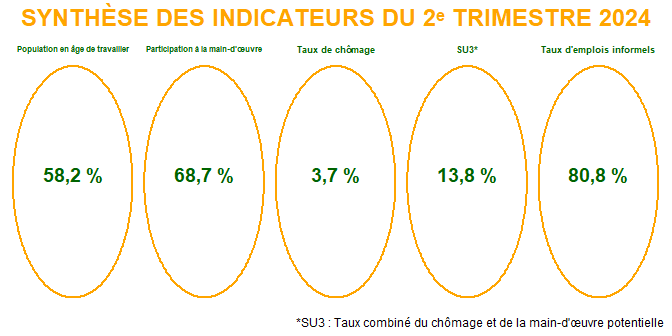 SYNTHÈSE DES INDICATEURS DU 2e TRIMESTRE 2024
Population en âge de travailler
Participation à la main-d'œuvre
Taux de chômage
SU3*
Taux d'emplois informels
58,2 %
68,7 %
3,7 %
13,8 %
80,8 %
*SU3 : Taux combiné du chômage et de la main-d'œuvre potentielle